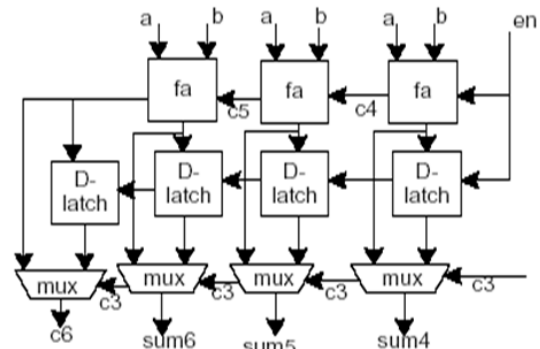 a b a b a b en
fa fa fa
c5 c4
D-latch D-latch D-latch D-latch
mux mux mux mux
c3 c3 c3 c3
c6 sum6 sum5 sum4